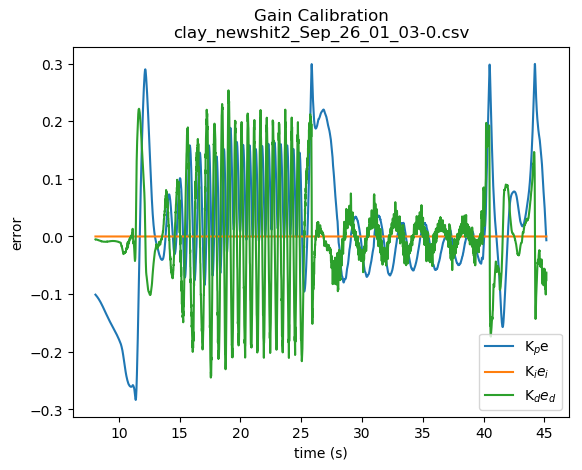 Gain Calibration
clay_newshit2_Sep_26_01_03-0.csv
0.3
0.2
0.1
0.0
−0.1
−0.2
−0.3
error
10
15
20
25
30
35
40
45
time (s)
K_pe
K_ie_i
K_de_d